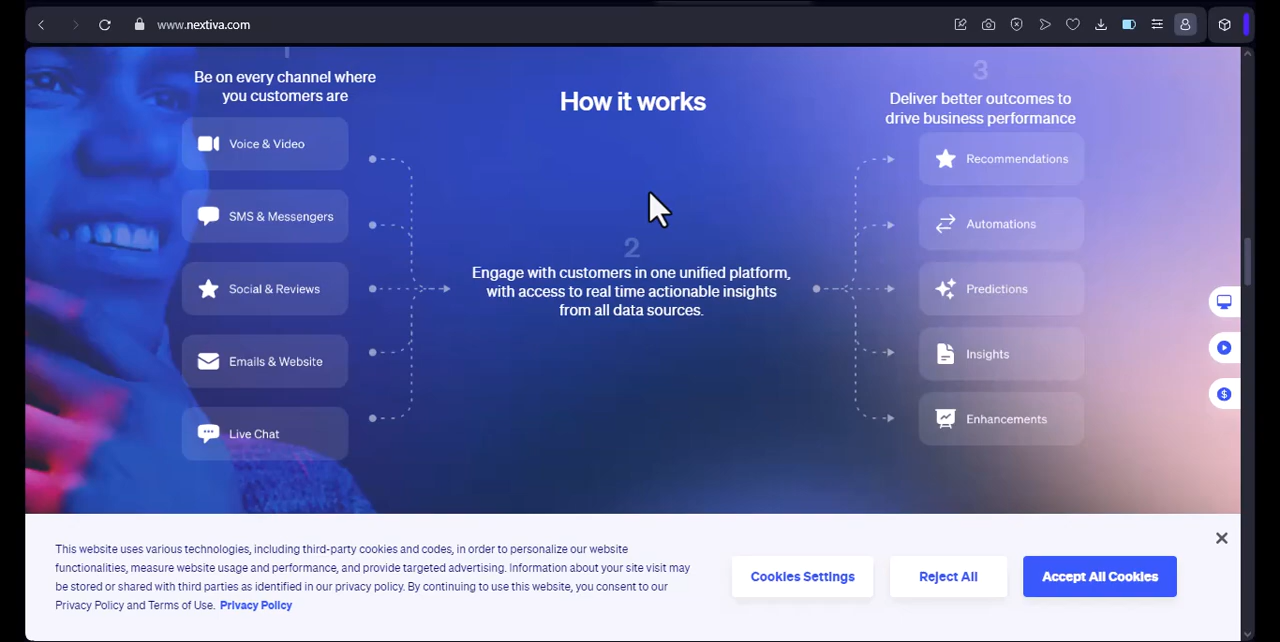 www.nextiva.com
1
Be on every channel where
you customers are
Voice & Video
SMS & Messengers
Social & Reviews
Emails & Website
Live Chat
How it works
2
Engage with customers in one unified platform,
with access to real time actionable insights
from all data sources.
3
Deliver better outcomes to
drive business performance
Recommendations
Automations
Predictions
Insights
Enhancements
This website uses various technologies, including third-party cookies and codes, in order to personalize our website
functionalities, measure website usage and performance, and provide targeted advertising. Information about your site visit may
be stored or shared with third parties as identified in our privacy policy. By continuing to use this website, you consent to our
Privacy Policy and Terms of Use. Privacy Policy
Cookies Settings
Reject All
Accept All Cookies